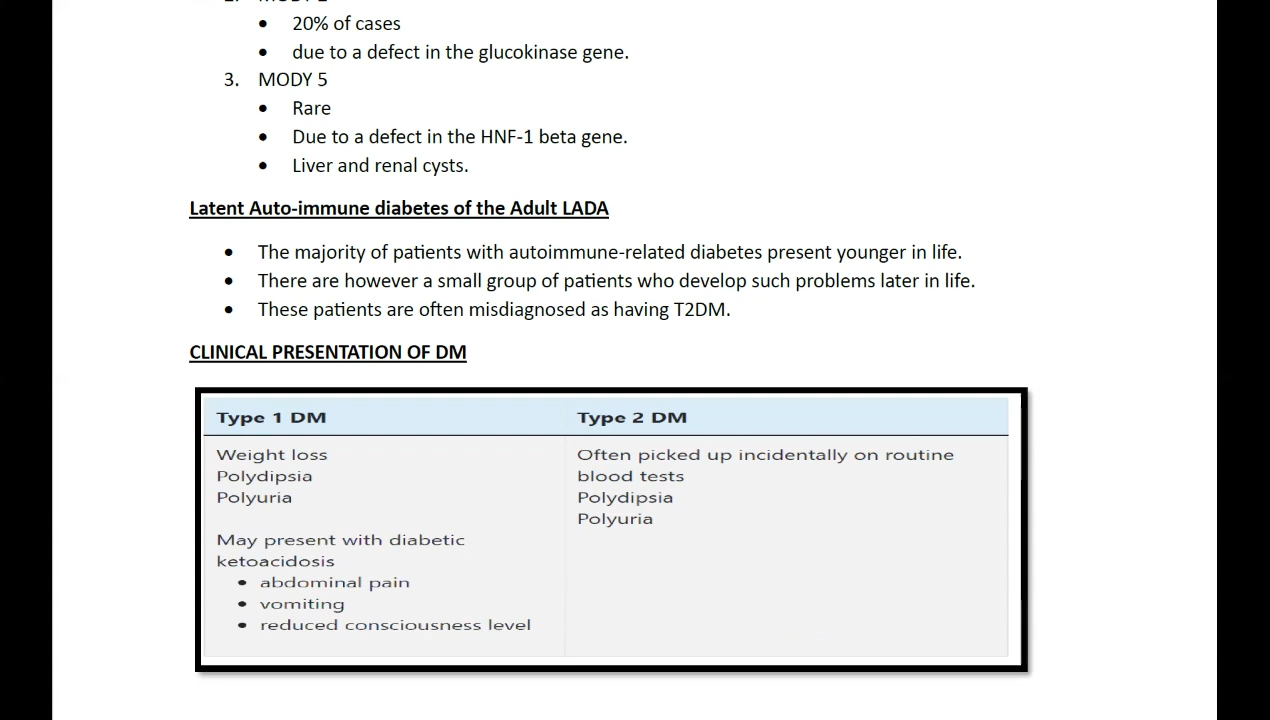 20% of cases
due to a defect in the glucokinase gene.
3. MODY 5
Rare
Due to a defect in the HNF-1 beta gene.
Liver and renal cysts.
Latent Auto-immune diabetes of the Adult LADA
The majority of patients with autoimmune-related diabetes present younger in life.
There are however a small group of patients who develop such problems later in life.
These patients are often misdiagnosed as having T2DM.
CLINICAL PRESENTATION OF DM
Type 1 DM
Weight loss
Polydipsia
Polyuria
May present with diabetic
ketoacidosis
abdominal pain
vomiting
reduced consciousness level
Type 2 DM
Often picked up incidentally on routine
blood tests
Polydipsia
Polyuria